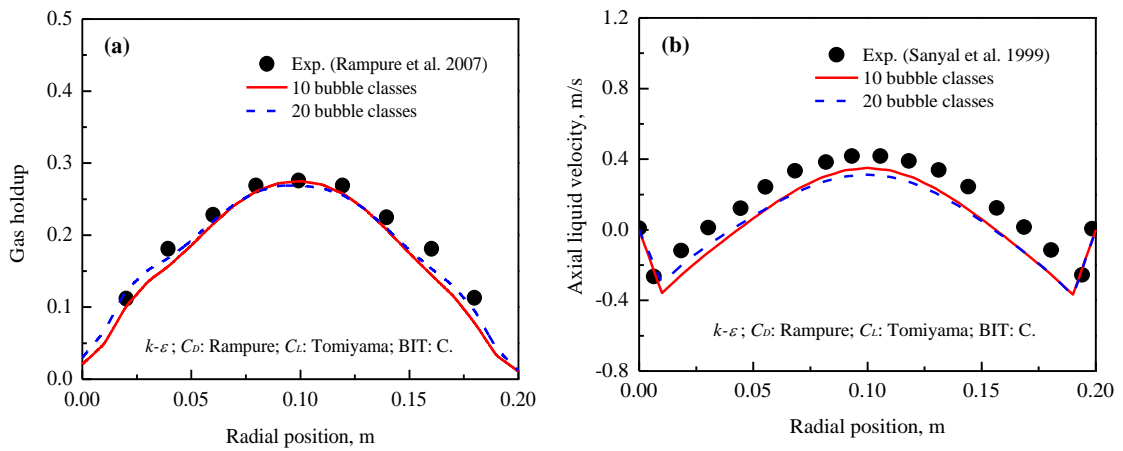 (a)
Exp. (Rampure et al. 2007)
10 bubble classes
20 bubble classes
0.5
0.4
0.3
0.2
0.1
0.0
Gas holdup
k-ε ; CD: Rampure; CL: Tomiyama; BIT: C.
0.00 0.05 0.10 0.15 0.20
Radial position, m
(b)
Exp. (Sanyal et al. 1999)
10 bubble classes
20 bubble classes
1.2
0.8
0.4
0.0
-0.4
-0.8
Axial liquid velocity, m/s
k-ε ; CD: Rampure; CL: Tomiyama; BIT: C.
0.00 0.05 0.10 0.15 0.20
Radial position, m